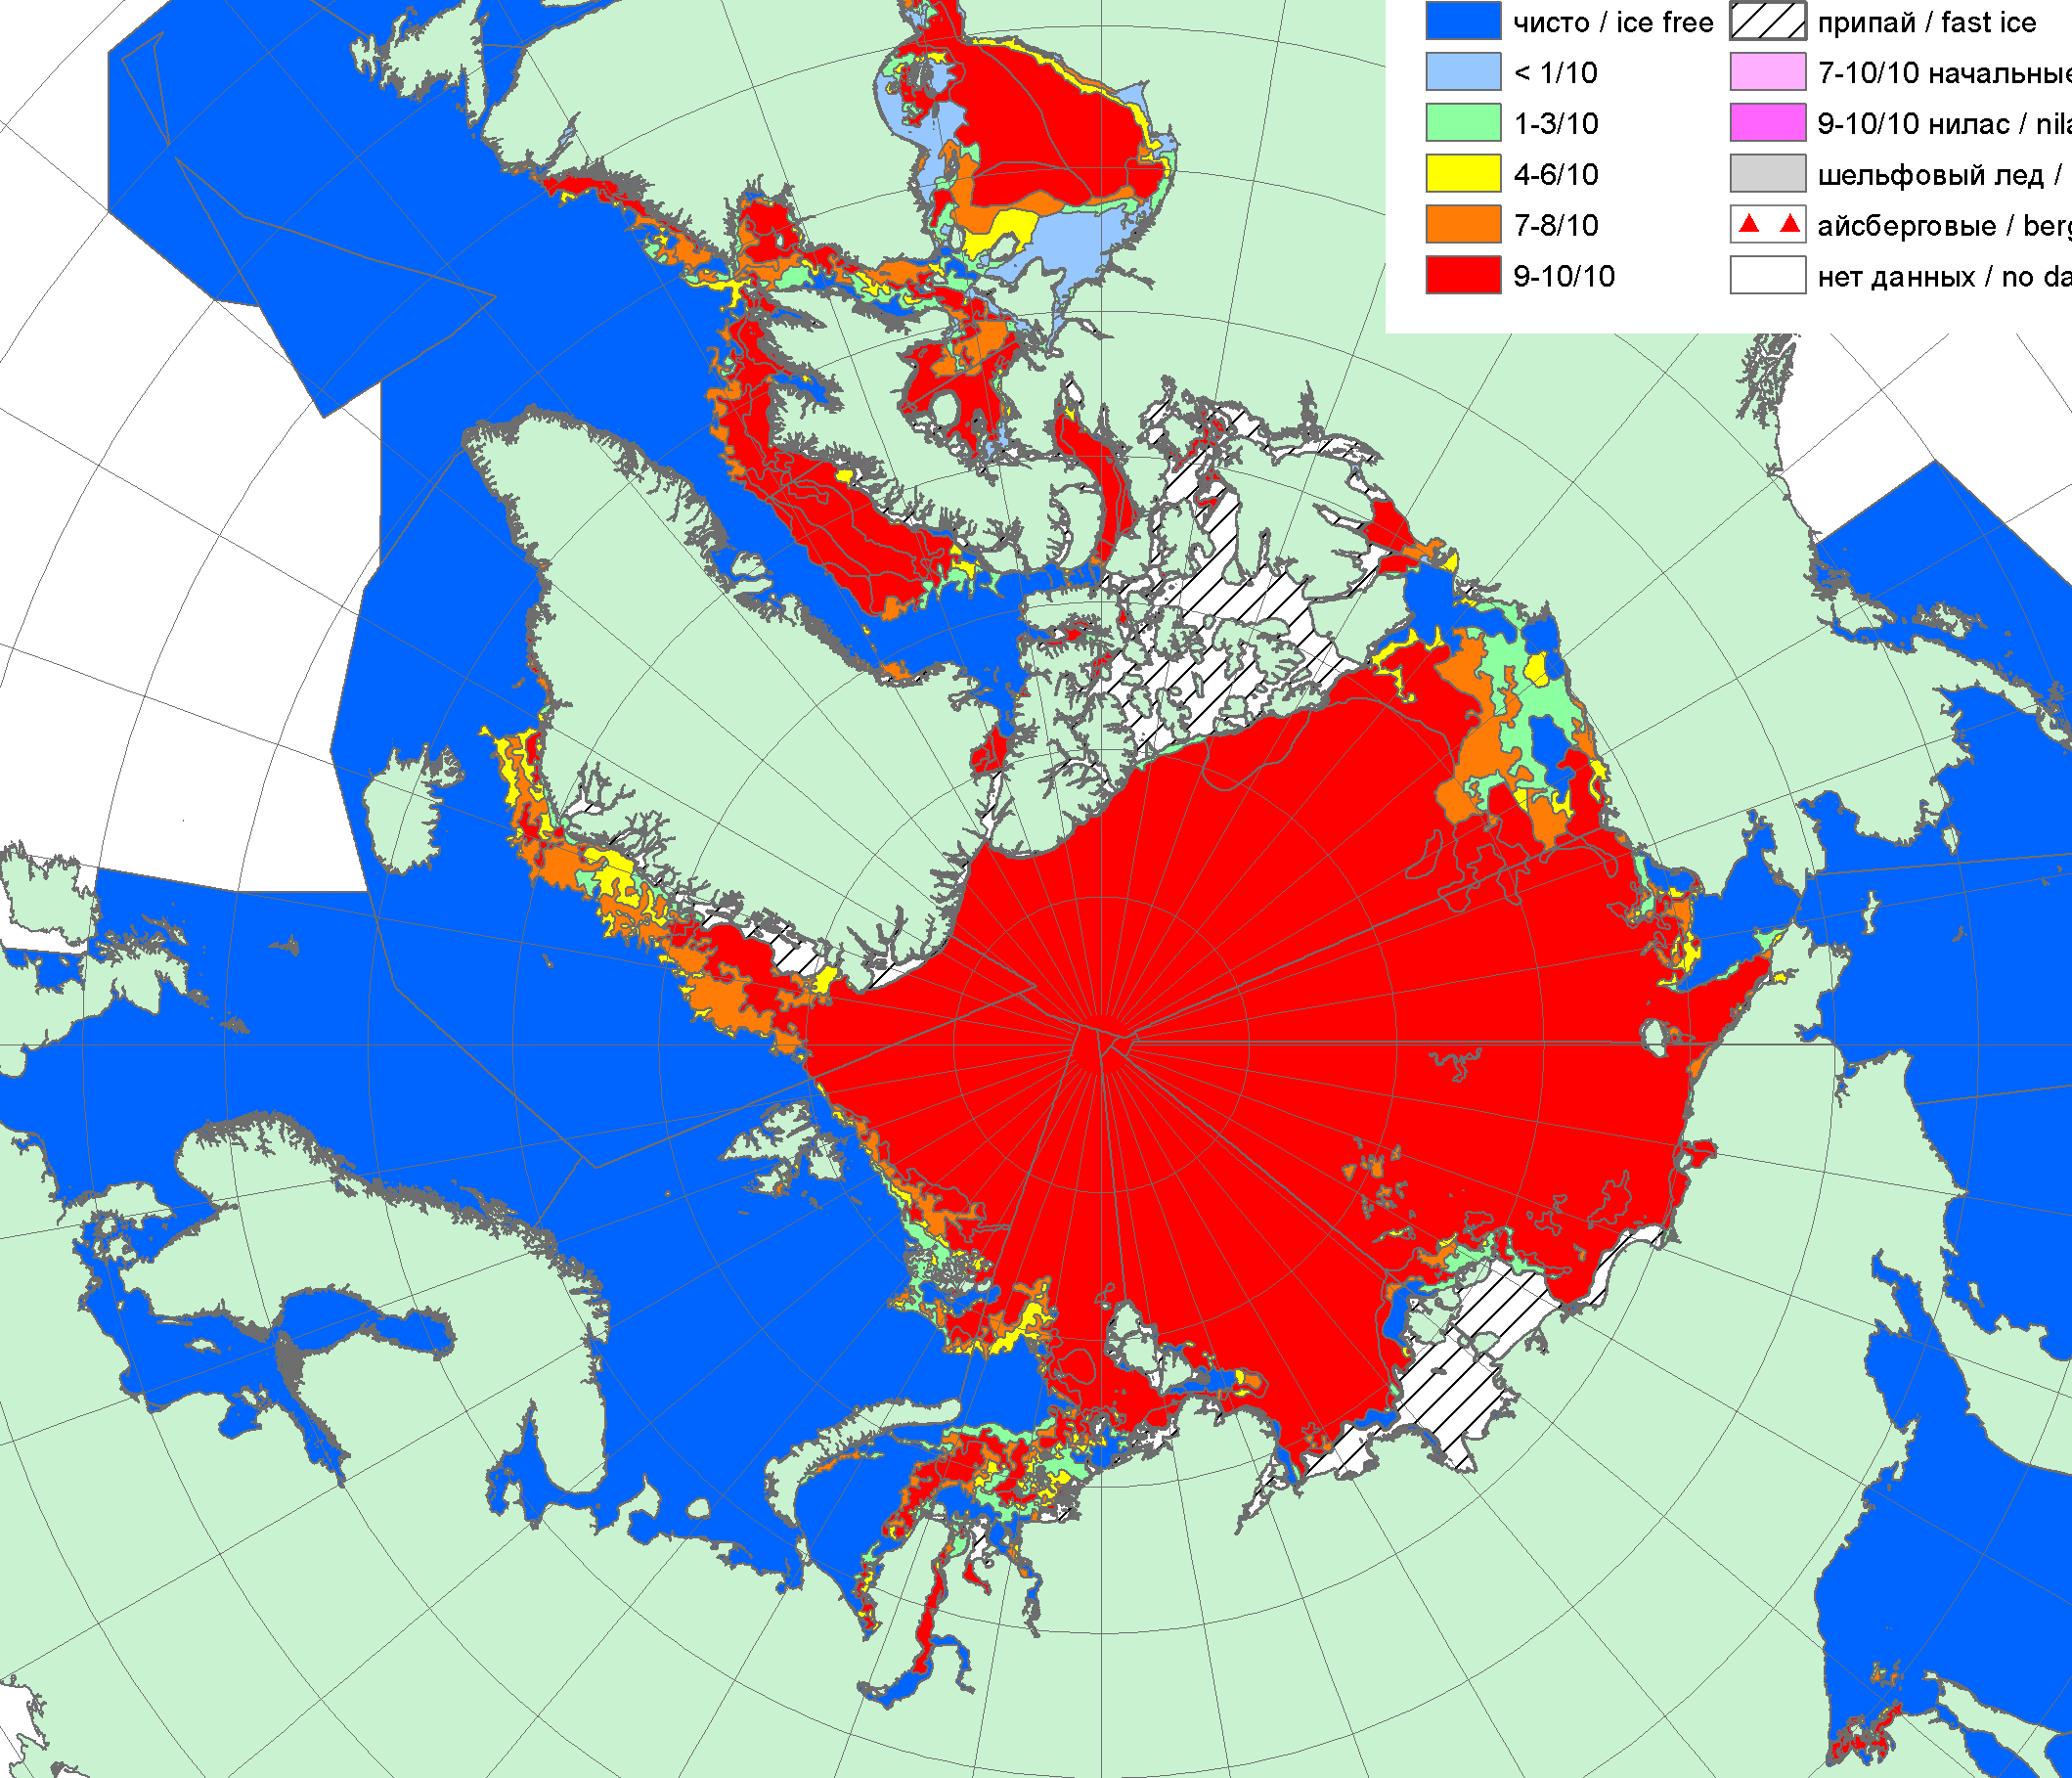 чисто / ice free
< 1/10
1-3/10
4-6/10
7-8/10
9-10/10
припай / fast ice
7-10/10 начальные
9-10/10 нилас / nila
шельфовый лед /
айсберговые / berg
нет данных / no da